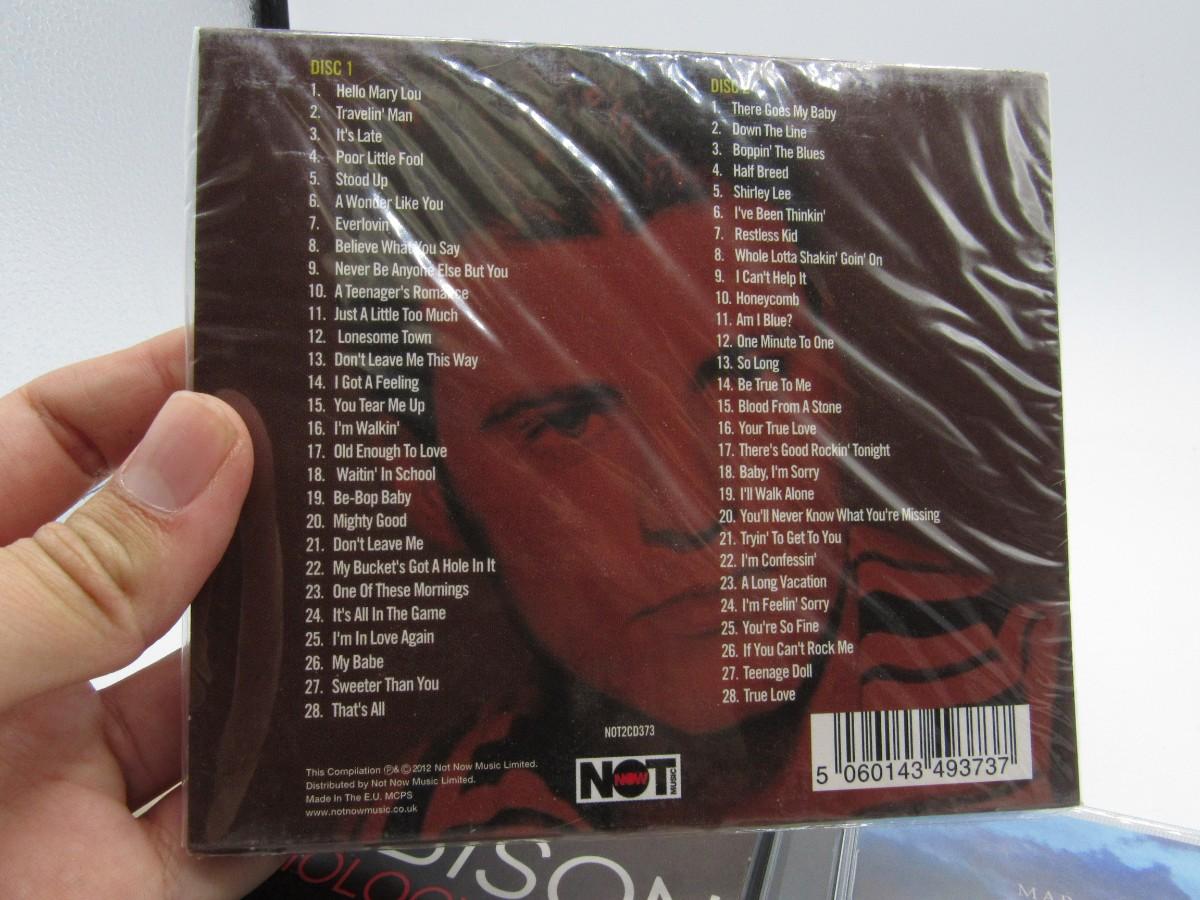 DISC 1
1. Hello Mary Lou
2. Travelin' Man
3. It's Late
4. Poor Little Fool
5. Stood Up
6. A Wonder Like You
7. Everlovin'
8. Believe What You Say
9. Never Be Anyone Else But You
10. A Teenager's Romance
11. Just A Little Too Much
12. Lonesome Town
13. Don't Leave Me This Way
14. I Got A Feeling
15. You Tear Me Up
16. I'm Walkin'
17. Old Enough To Love
18. Waitin' In School
19. Be-Bop Baby
20. Mighty Good
21. Don't Leave Me
22. My Bucket's Got A Hole In It
23. One Of These Mornings
24. It's All In The Game
25. I'm In Love Again
26. My Babe
27. Sweeter Than You
28. That's All
DISC 2
1. There Goes My Baby
2. Down The Line
3. Boppin' The Blues
4. Half Breed
5. Shirley Lee
6. I've Been Thinkin'
7. Restless Kid
8. Whole Lotta Shakin' Goin' On
9. I Can't Help It
10. Honeycomb
11. Am I Blue?
12. One Minute To One
13. So Long
14. Be True To Me
15. Blood From A Stone
16. Your True Love
17. There's Good Rockin' Tonight
18. Baby, I'm Sorry
19. I'll Walk Alone
20. You'll Never Know What You're Missing
21. Tryin' To Get To You
22. I'm Confessin'
23. A Long Vacation
24. I'm Feelin' Sorry
25. You're So Fine
26. If You Can't Rock Me
27. Teenage Doll
28. True Love
This Compilation ℗&©2012 Not Now Music Limited.
Distributed by Not Now Music Limited.
Made In The E.U. MCPS
www.notnowmusic.co.uk
NOT2CD373
NOT NOW MUSIC
5 060143 493737